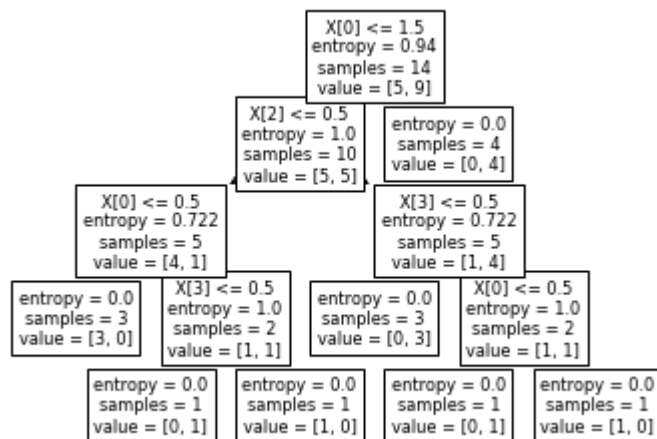 X[0] <= 1.5
entropy = 0.94
samples = 14
value = [5, 9]
X[2] <= 0.5
entropy = 1.0
samples = 10
value = [5, 5]
entropy = 0.0
samples = 4
value = [0, 4]
X[0] <= 0.5
entropy = 0.722
samples = 5
value = [4, 1]
X[3] <= 0.5
entropy = 0.722
samples = 5
value = [1, 4]
entropy = 0.0
samples = 3
value = [3, 0]
X[3] <= 0.5
entropy = 1.0
samples = 2
value = [1, 1]
entropy = 0.0
samples = 3
value = [0, 3]
X[0] <= 0.5
entropy = 1.0
samples = 2
value = [1, 1]
entropy = 0.0
samples = 1
value = [0, 1]
entropy = 0.0
samples = 1
value = [1, 0]
entropy = 0.0
samples = 1
value = [0, 1]
entropy = 0.0
samples = 1
value = [1, 0]